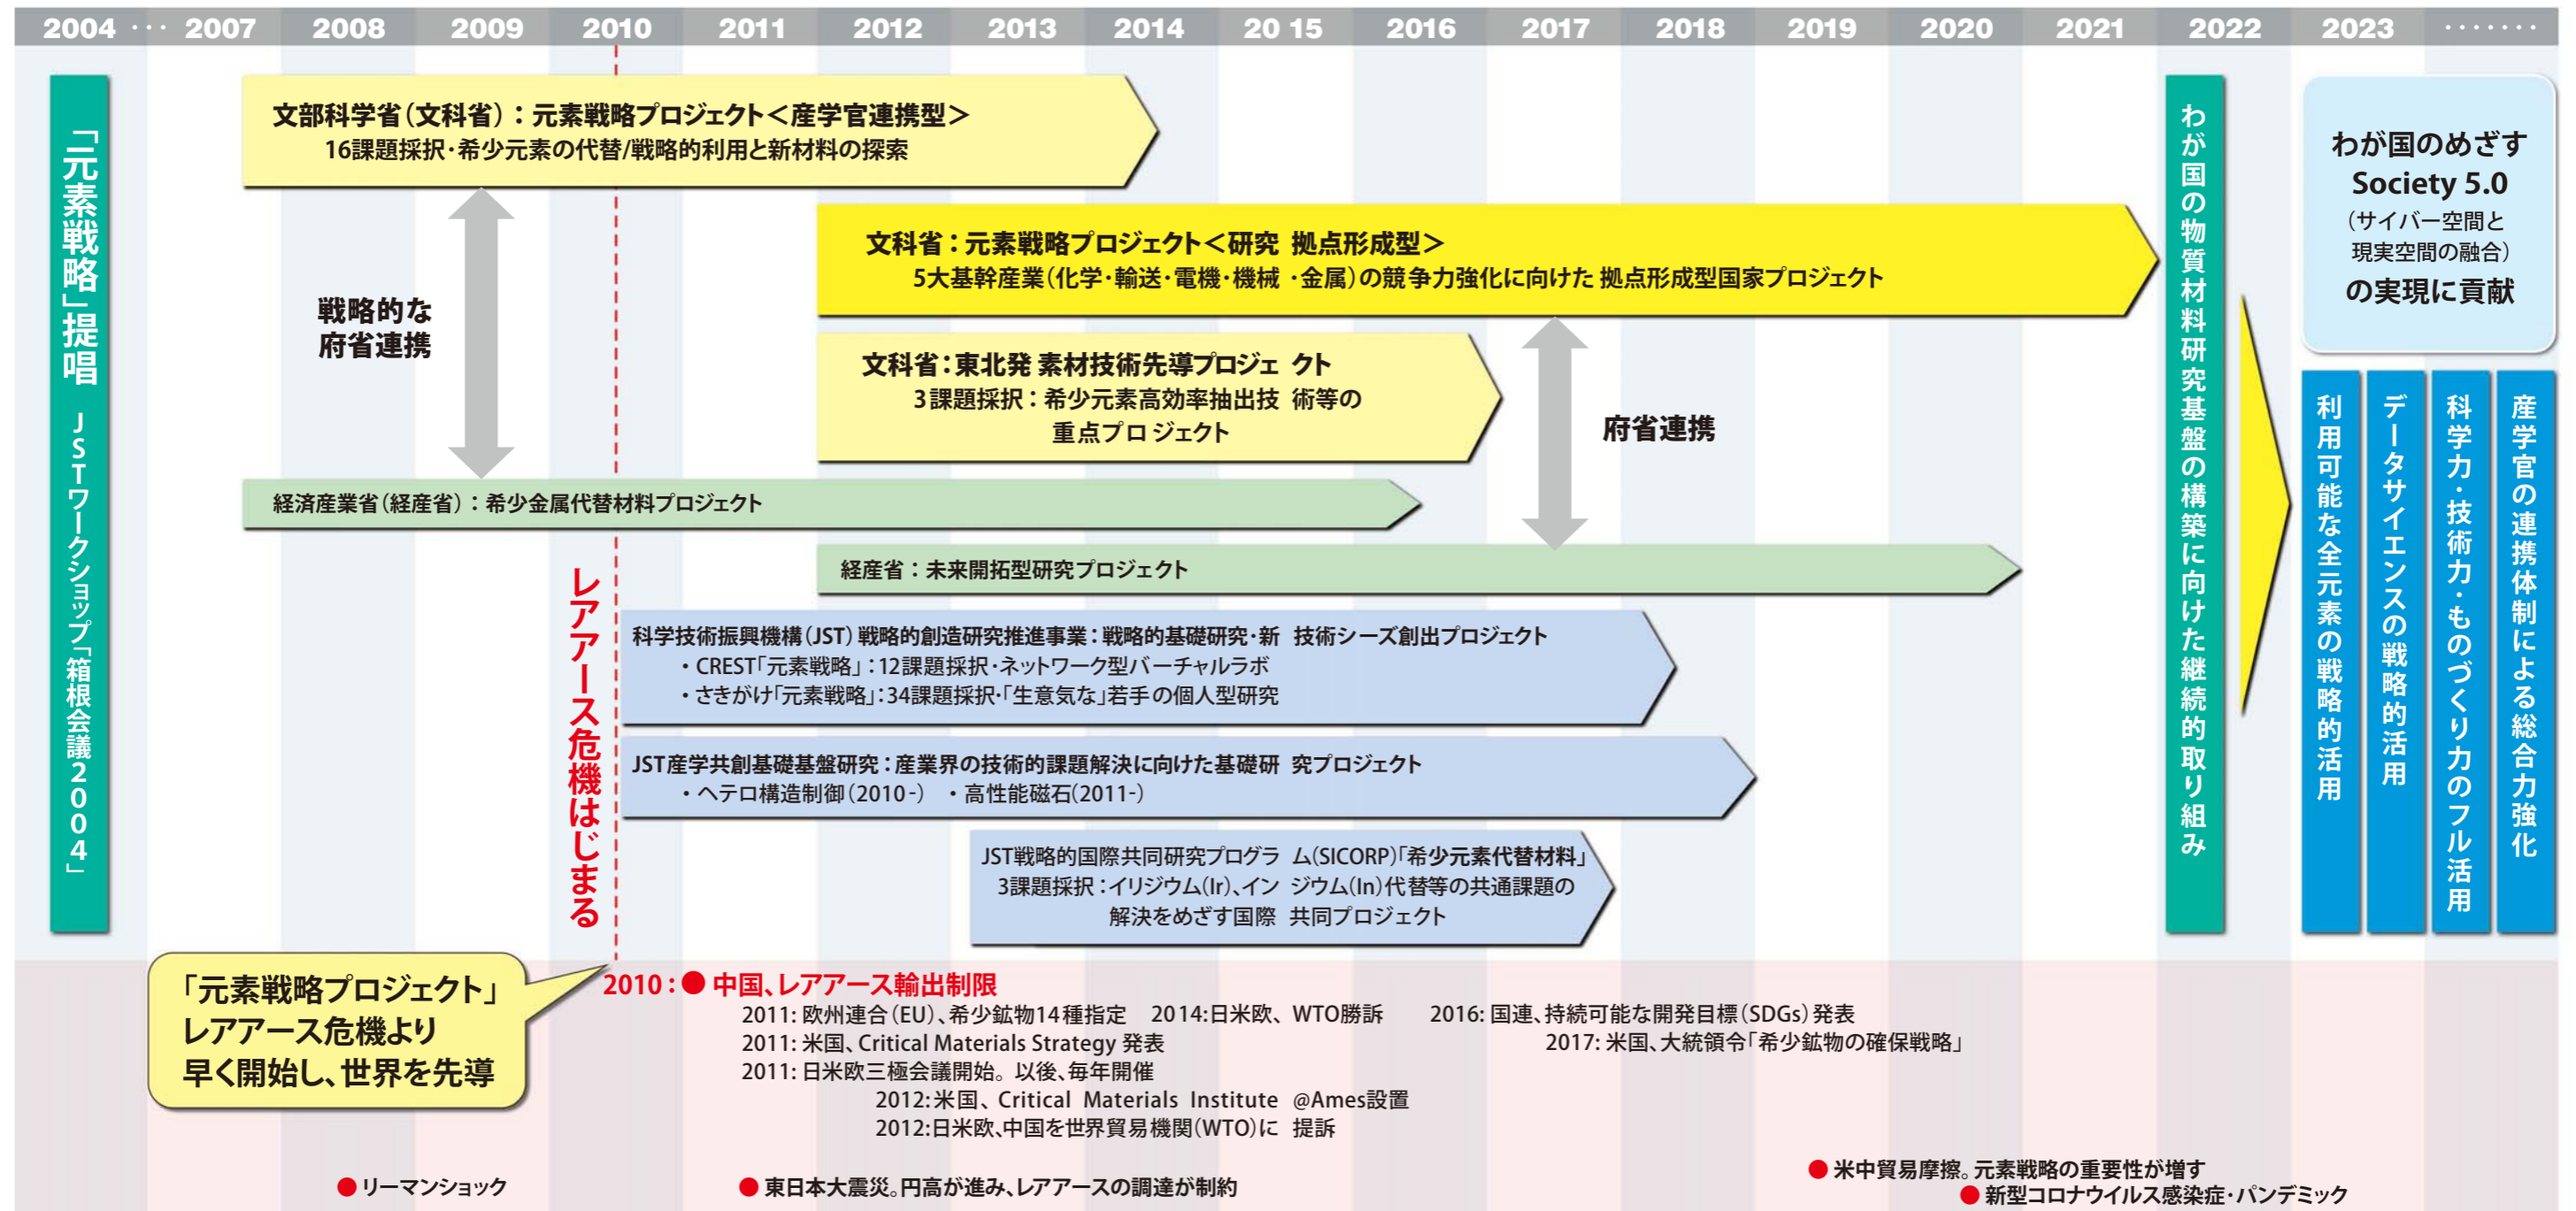 2004 ··· 2007 2008 2009 2010 2011 2012 2013 2014 20 15 2016 2017 2018 2019 2020 2021 2022 2023 ·······
「元素戦略」提唱 JSTワークショップ「箱根会議2004」
文部科学省（文科省）：元素戦略プロジェクト＜産学官連携型＞
16課題採択・希少元素の代替/戦略的利用と新材料の探索
戦略的な
府省連携
文科省：元素戦略プロジェクト＜研究 拠点形成型＞
5大基幹産業（化学・輸送・電機・機械 ・金属）の競争力強化に向けた 拠点形成型国家プロジェクト
文科省：東北発 素材技術先導プロジェ クト
3課題採択：希少元素高効率抽出技 術等の
重点プロ ジェクト
府省連携
経済産業省（経産省）：希少金属代替材料プロジェクト
経産省：未来開拓型研究プロジェクト
レアアース危機はじまる
科学技術振興機構（JST）戦略的創造研究推進事業：戦略的基礎研究・新 技術シーズ創出プロジェクト
・CREST「元素戦略」：12課題採択・ネットワーク型バーチャルラボ
・さきがけ「元素戦略」：34課題採択・「生意気な」若手の個人型研究
JST産学共創基礎基盤研究：産業界の技術的課題解決に向けた基礎研 究プロジェクト
・ヘテロ構造制御（2010-） ・高性能磁石(2011-)
JST戦略的国際共同研究プログラ ム(SICORP)「希少元素代替材料」
3課題採択：イリジウム(Ir)、イン ジウム(In)代替等の共通課題の
解決をめざす国際 共同プロジェクト
わが国の物質材料研究基盤の構築に向けた継続的取り組み
わが国のめざす
Society 5.0
（サイバー空間と
現実空間の融合）
の実現に貢献
利用可能な全元素の戦略的活用
データサイエンスの戦略的活用
科学力・技術力・ものづくり力のフル活用
産学官の連携体制による総合力強化
「元素戦略プロジェクト」
レアアース危機より
早く開始し、世界を先導
2010：● 中国、レアアース輸出制限
2011: 欧州連合（EU）、希少鉱物14種指定 2014:日米欧、 WTO勝訴 2016: 国連、持続可能な開発目標（SDGs）発表
2011: 米国、Critical Materials Strategy 発表 2017: 米国、大統領令「希少鉱物の確保戦略」
2011: 日米欧三極会議開始。以後、毎年開催
2012:米国、 Critical Materials Institute @Ames設置
2012:日米欧、中国を世界貿易機関（WTO）に 提訴
● リーマンショック
● 東日本大震災。円高が進み、レアアースの調達が制約
● 米中貿易摩擦。元素戦略の重要性が増す
● 新型コロナウイルス感染症・パンデミック